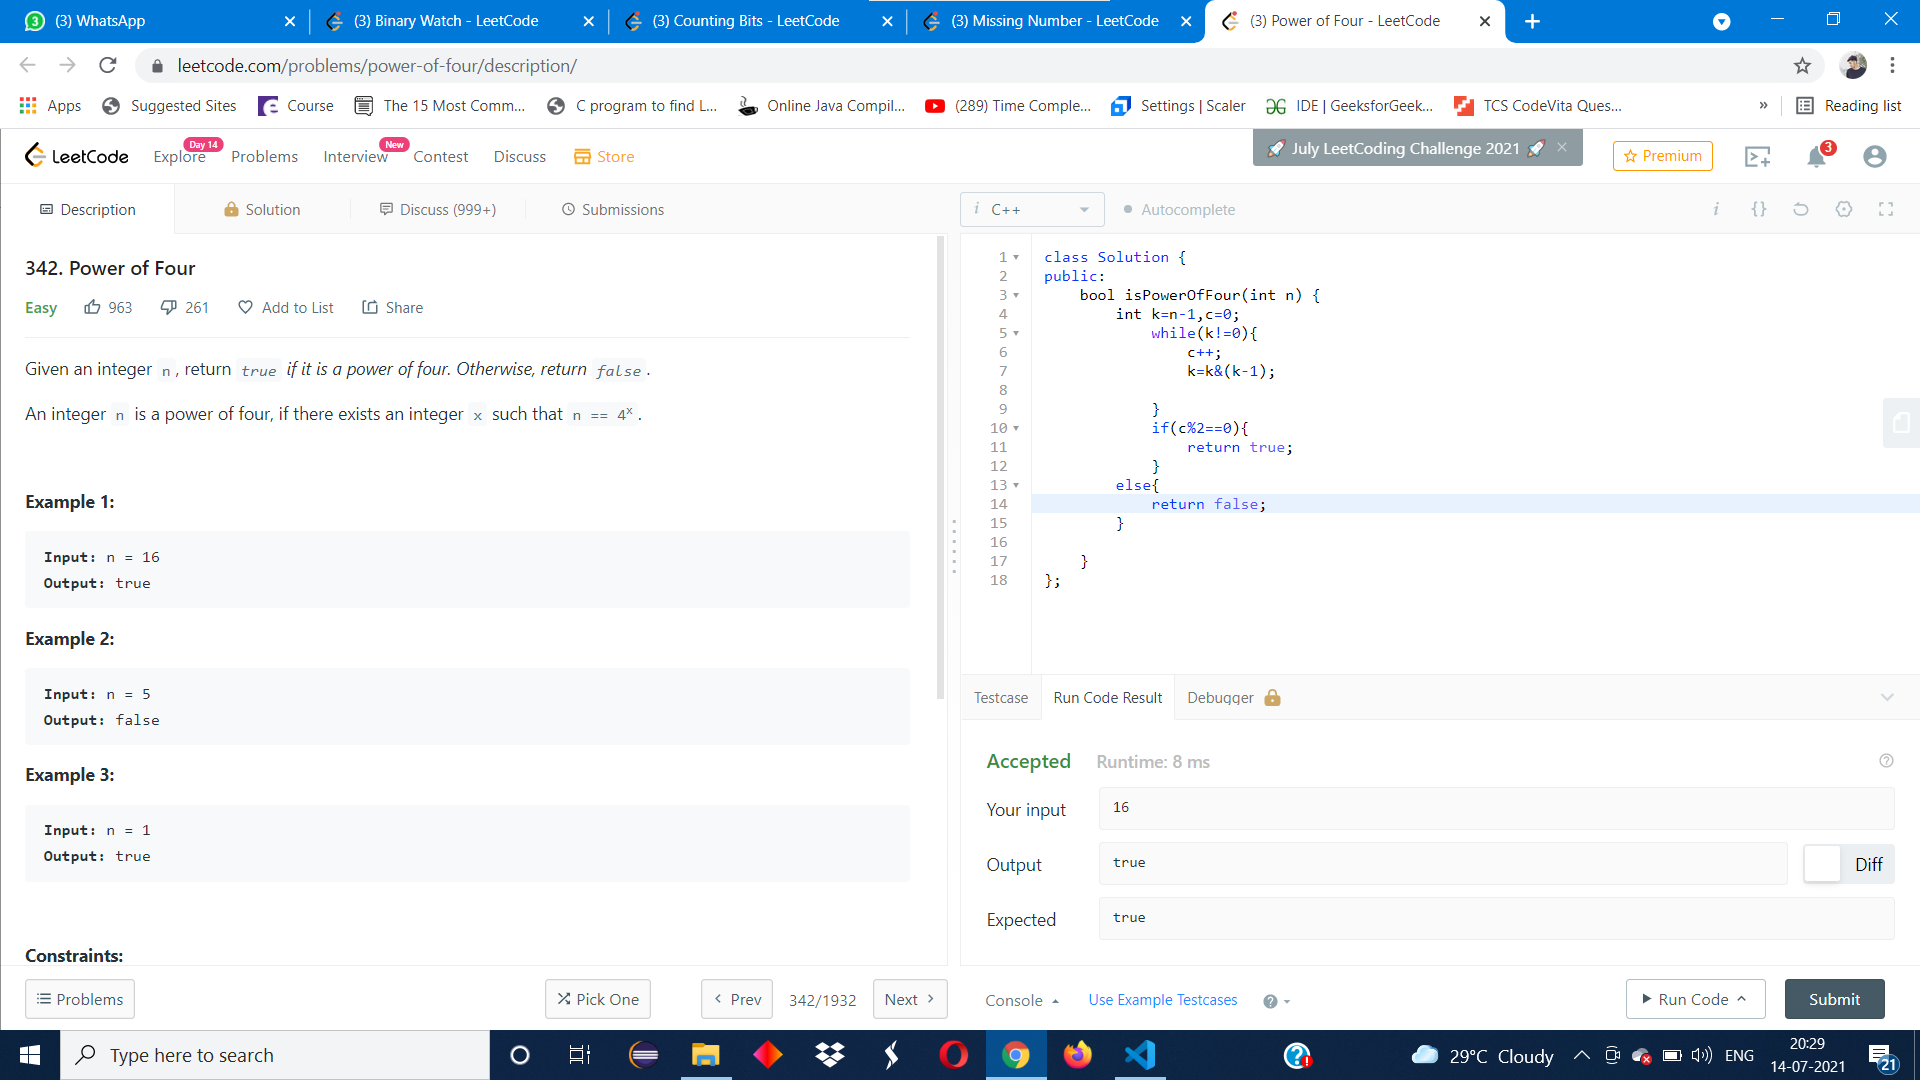 (3) WhatsApp
(3) Binary Watch - LeetCode
(3) Counting Bits - LeetCode
(3) Missing Number - LeetCode
(3) Power of Four - LeetCode
leetcode.com/problems/power-of-four/description/
Apps
Suggested Sites
Course
The 15 Most Comm...
C program to find L...
Online Java Compil...
(289) Time Comple...
Settings | Scaler
IDE | GeeksforGeek...
TCS CodeVita Ques...
»
Reading list
LeetCode
Explore
Day 14
Problems
Interview
New
Contest
Discuss
Store
July LeetCoding Challenge 2021
Premium
3
Description
Solution
Discuss (999+)
Submissions
342. Power of Four
Easy
963
261
Add to List
Share
Given an integer n, return true if it is a power of four. Otherwise, return false.
An integer n is a power of four, if there exists an integer x such that n == 4ˣ.
Example 1:
Input: n = 16
Output: true
Example 2:
Input: n = 5
Output: false
Example 3:
Input: n = 1
Output: true
Constraints:
Problems
Pick One
Prev
342/1932
Next
i C++
Autocomplete
i
{}
1 class Solution {
2 public:
3 bool isPowerOfFour(int n) {
4 int k=n-1,c=0;
5 while(k!=0){
6 c++;
7 k=k&(k-1);
8
9 }
10 if(c%2==0){
11 return true;
12 }
13 else{
14 return false;
15 }
16
17 }
18 };
Testcase
Run Code Result
Debugger
Accepted
Runtime: 8 ms
Your input
16
Output
true
Diff
Expected
true
Console
Use Example Testcases
Run Code
Submit
Type here to search
29°C Cloudy
ENG
20:29
14-07-2021
21